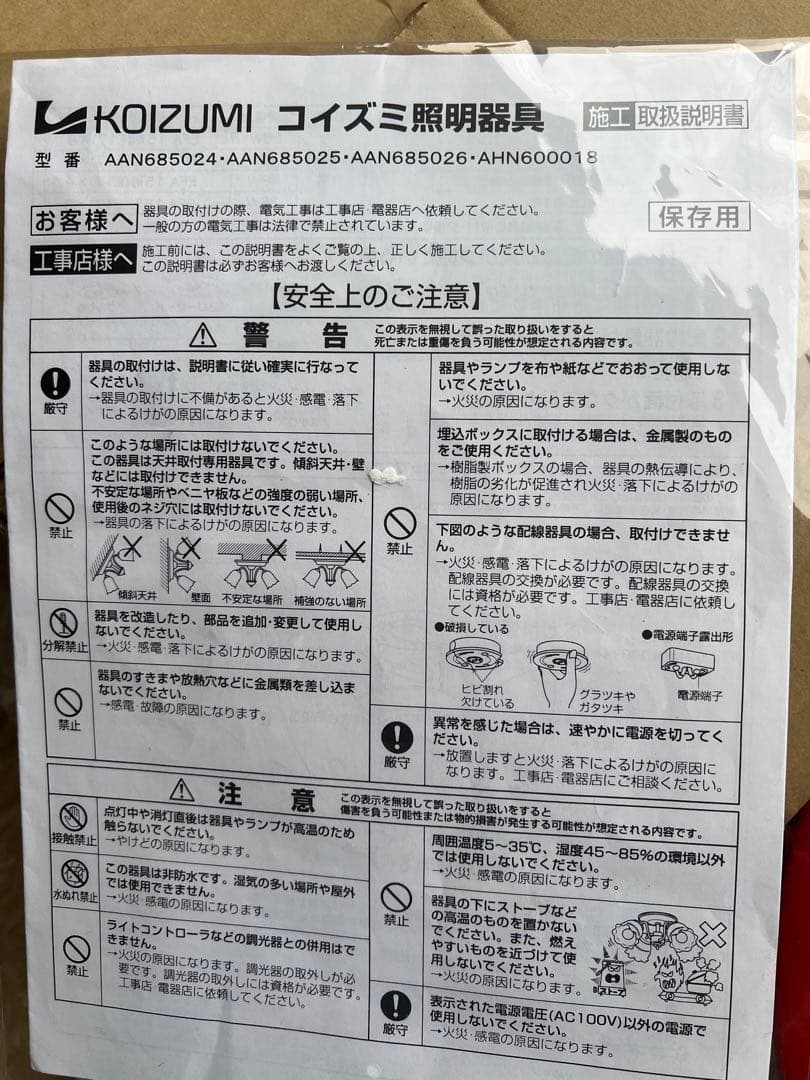 KOIZUMI コイズミ照明器具 施工 取扱説明書
型番 AAN685024・AAN685025・AAN685026・AHN600018
お客様へ
器具の取付けの際、電気工事は工事店・電器店へ依頼してください。
一般の方の電気工事は法律で禁止されています。
保存用
工事店様へ
施工前には、この説明書をよくご覧の上、正しく施工してください。
この説明書は必ずお客様へお渡しください。
【安全上のご注意】
警告
この表示を無視して誤った取り扱いをすると
死亡または重傷を負う可能性が想定される内容です。
厳守
器具の取付けは、説明書に従い確実に行なって
ください。
→器具の取付けに不備があると火災・感電・落下
によるけがの原因になります。
禁止
このような場所には取付けないでください。
この器具は天井取付専用器具です。傾斜天井・壁
などには取付けできません。
不安定な場所やベニヤ板などの強度の弱い場所、
使用後のネジ穴には取付けないでください。
→器具の落下によるけがの原因になります。
傾斜天井 壁面 不安定な場所 補強のない場所
分解禁止
器具を改造したり、部品を追加・変更して使用し
ないでください。
→火災・感電・落下によるけがの原因になります。
禁止
器具のすきまや放熱穴などに金属類を差し込ま
ないでください。
→感電・故障の原因になります。
禁止
器具やランプを布や紙などでおおって使用しな
いでください。
→火災の原因になります。
埋込ボックスに取付ける場合は、金属製のもの
をご使用ください。
→樹脂製ボックスの場合、器具の熱伝導により、
樹脂の劣化が促進され火災・落下によるけがの
原因になります。
下図のような配線器具の場合、取付けできませ
ん。
→火災・感電・落下によるけがの原因になります。
配線器具の交換が必要です。配線器具の交換
には資格が必要です。工事店・電器店に依頼し
てください。
●破損している ●電源端子露出形
ヒビ割れ
欠けている
グラツキや
ガタツキ
電源端子
厳守
異常を感じた場合は、速やかに電源を切ってく
ださい。
→放置しますと火災・感電・落下によるけがの原因に
なります。工事店・電器店にご相談ください。
注意
この表示を無視して誤った取り扱いをすると
傷害を負う可能性または物的損害が発生する可能性が想定される内容です。
接触禁止
点灯中や消灯直後は器具やランプが高温のため
触らないでください。
→やけどの原因になります。
水ぬれ禁止
この器具は非防水です。湿気の多い場所や屋外
では使用できません。
→火災・感電の原因になります。
禁止
ライトコントローラなどの調光器との併用はで
きません。
→火災の原因になります。調光器の取外しが必
要です。調光器の取外しには資格が必要です。
工事店・電器店に依頼してください。
禁止
周囲温度5〜35℃、湿度45〜85%の環境以外
では使用しないでください。
→火災・感電の原因になります。
器具の下にストーブなど
の高温のものを置かない
でください。また、燃え
やすいものを近づけて使
用しないでください。
→火災の原因になります。
ストーブ
厳守
表示された電源電圧(AC100V)以外の電源で
使用しないでください。
→火災・感電の原因になります。